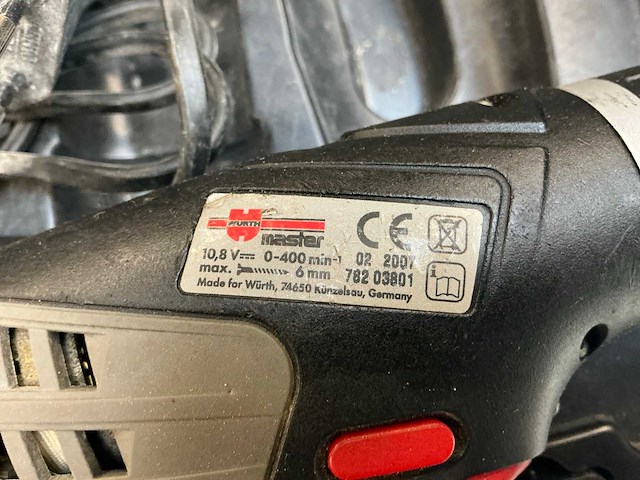 WÜRTH
master
10,8 V 0-400 min-¹ 02 2007
max. 6 mm 782 03801
Made for Würth, 74650 Künzelsau, Germany
CE
i